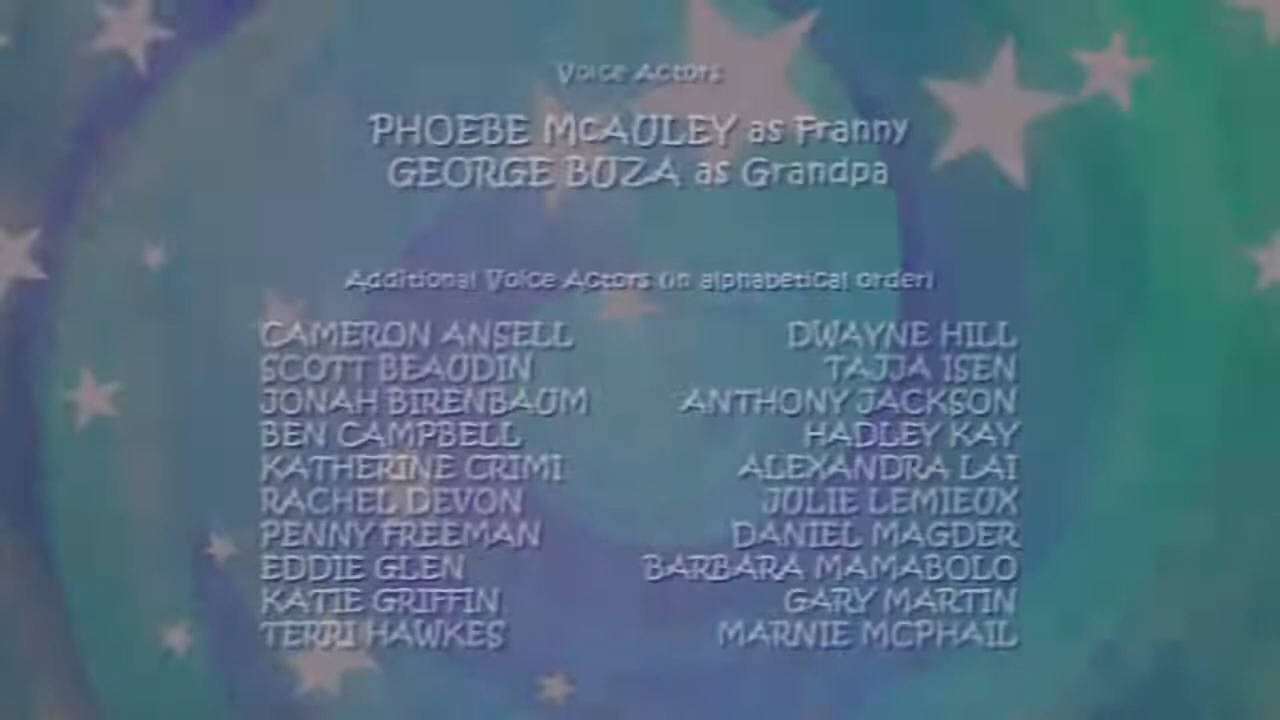 Voice Actors
PHOEBE McAULEY as Franny
GEORGE BUZA as Grandpa
Additional Voice Actors (in alphabetical order)
CAMERON ANSELL DWAYNE HILL
SCOTT BEAUDIN TAJJA ISEN
JONAH BIRENBAUM ANTHONY JACKSON
BEN CAMPBELL HADLEY KAY
KATHERINE CRIMI ALEXANDRA LAI
RACHEL DEVON JULIE LEMIEUX
PENNY FREEMAN DANIEL MAGDER
EDDIE GLEN BARBARA MAMABOLO
KATIE GRIFFIN GARY MARTIN
TERRI HAWKES MARNIE MCPHAIL